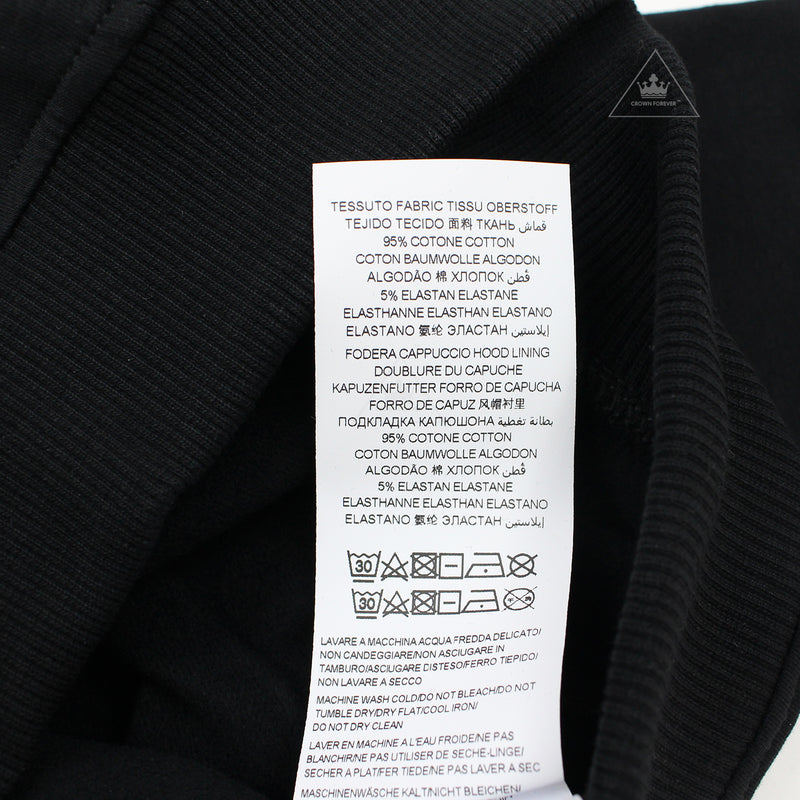 CROWN FOREVER
TESSUTO FABRIC TISSU OBERSTOFF
TEJIDO TECIDO 面料 ТКАНЬ قماش
95% COTONE COTTON
COTON BAUMWOLLE ALGODON
ALGODÃO 棉 ХЛОПОК قُطن
5% ELASTAN ELASTANE
ELASTHANNE ELASTHAN ELASTANO
ELASTANO 氨纶 ЭЛАСТАН إيلاستين
FODERA CAPPUCCIO HOOD LINING
DOUBLURE DU CAPUCHE
KAPUZENFUTTER FORRO DE CAPUCHA
FORRO DE CAPUZ 风帽衬里
ПОДКЛАДКА КАПЮШОНА بطانة تغطية
95% COTONE COTTON
COTON BAUMWOLLE ALGODON
ALGODÃO 棉 ХЛОПОК قُطن
5% ELASTAN ELASTANE
ELASTHANNE ELASTHAN ELASTANO
ELASTANO 氨纶 ЭЛАСТАН إيلاستين
30
30
LAVARE A MACCHINA ACQUA FREDDA DELICATO/
NON CANDEGGIARE/NON ASCIUGARE IN
TAMBURO/ASCIUGARE DISTESO/FERRO TIEPIDO/
NON LAVARE A SECCO
MACHINE WASH COLD/DO NOT BLEACH/DO NOT
TUMBLE DRY/DRY FLAT/COOL IRON/
DO NOT DRY CLEAN
LAVER EN MACHINE A L'EAU FROIDE/NE PAS
BLANCHIR/NE PAS UTILISER DE SECHE-LINGE/
SECHER A PLAT/FER TIEDE/NE PAS LAVER A SEC
MASCHINENWÄSCHE KALT/NICHT BLEICHEN/